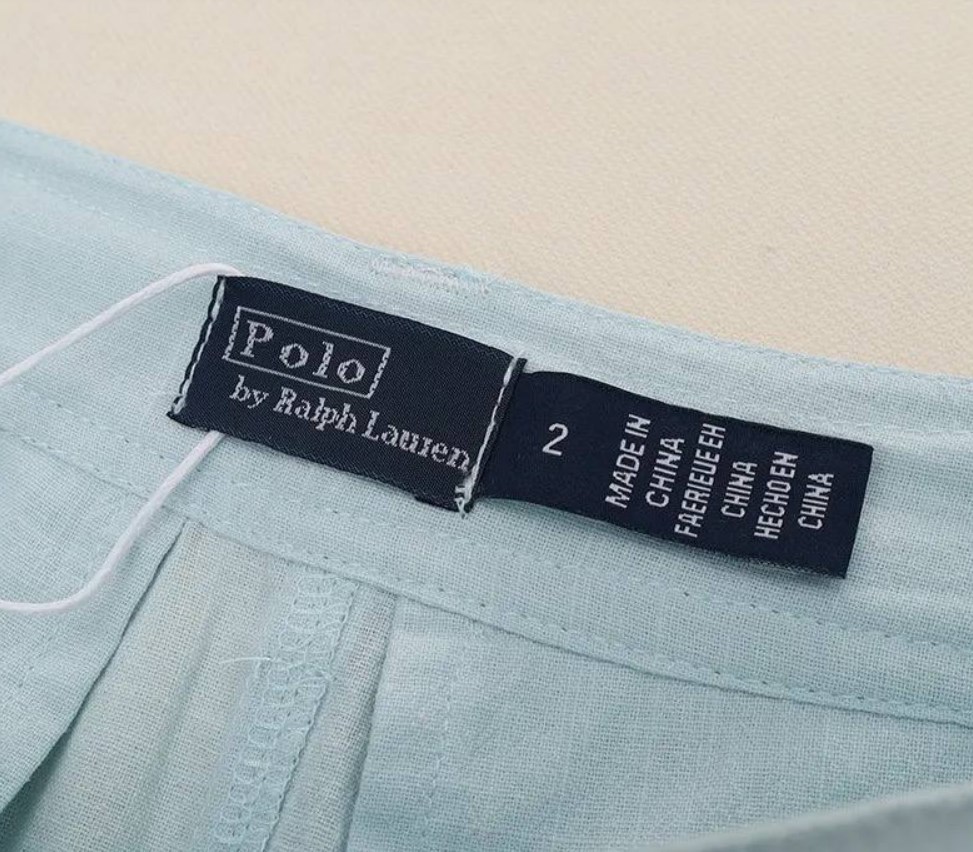 Polo
by Ralph Lauren
2
MADE IN
CHINA
FAERIEUEEH
CHINA
HECHOEN
CHINA